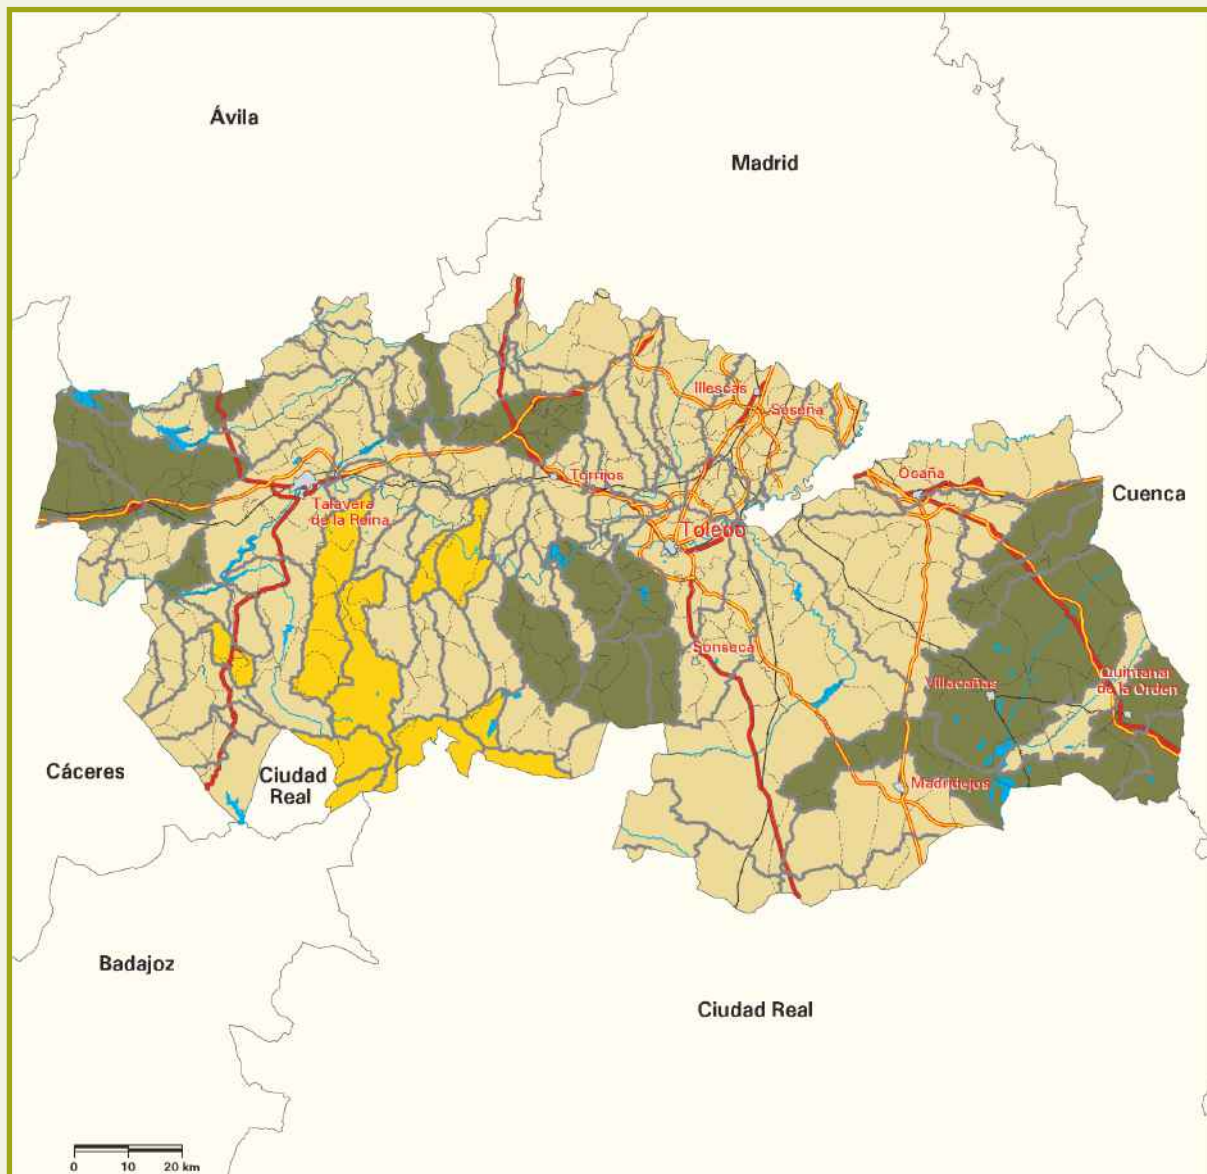 Ávila
Madrid
Illescas
Seseña
Torrijos
Ocaña
Cuenca
Talavera
de la Reina
Toledo
Sonseca
Villacañas
Quintanar
de la Orden
Cáceres
Ciudad
Real
Madridejos
Badajoz
Ciudad Real
0 10 20 km